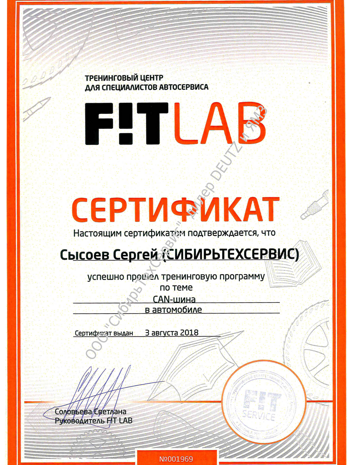 ТРЕНИНГОВЫЙ ЦЕНТР
ДЛЯ СПЕЦИАЛИСТОВ АВТОСЕРВИСА
F!T LAB
СЕРТИФИКАТ
Настоящим сертификатом подтверждается, что
Сысоев Сергей (СИБИРЬТЕХСЕРВИС)
успешно прошел тренинговую программу
по теме
CAN-шина
в автомобиле
Сертификат выдан 3 августа 2018
Соловьева Светлана
Руководитель FIT LAB
F!T
SERVICE
№001969
ООО "СибирьТехСервис" - дилер DEUTZ и ЯМЗ